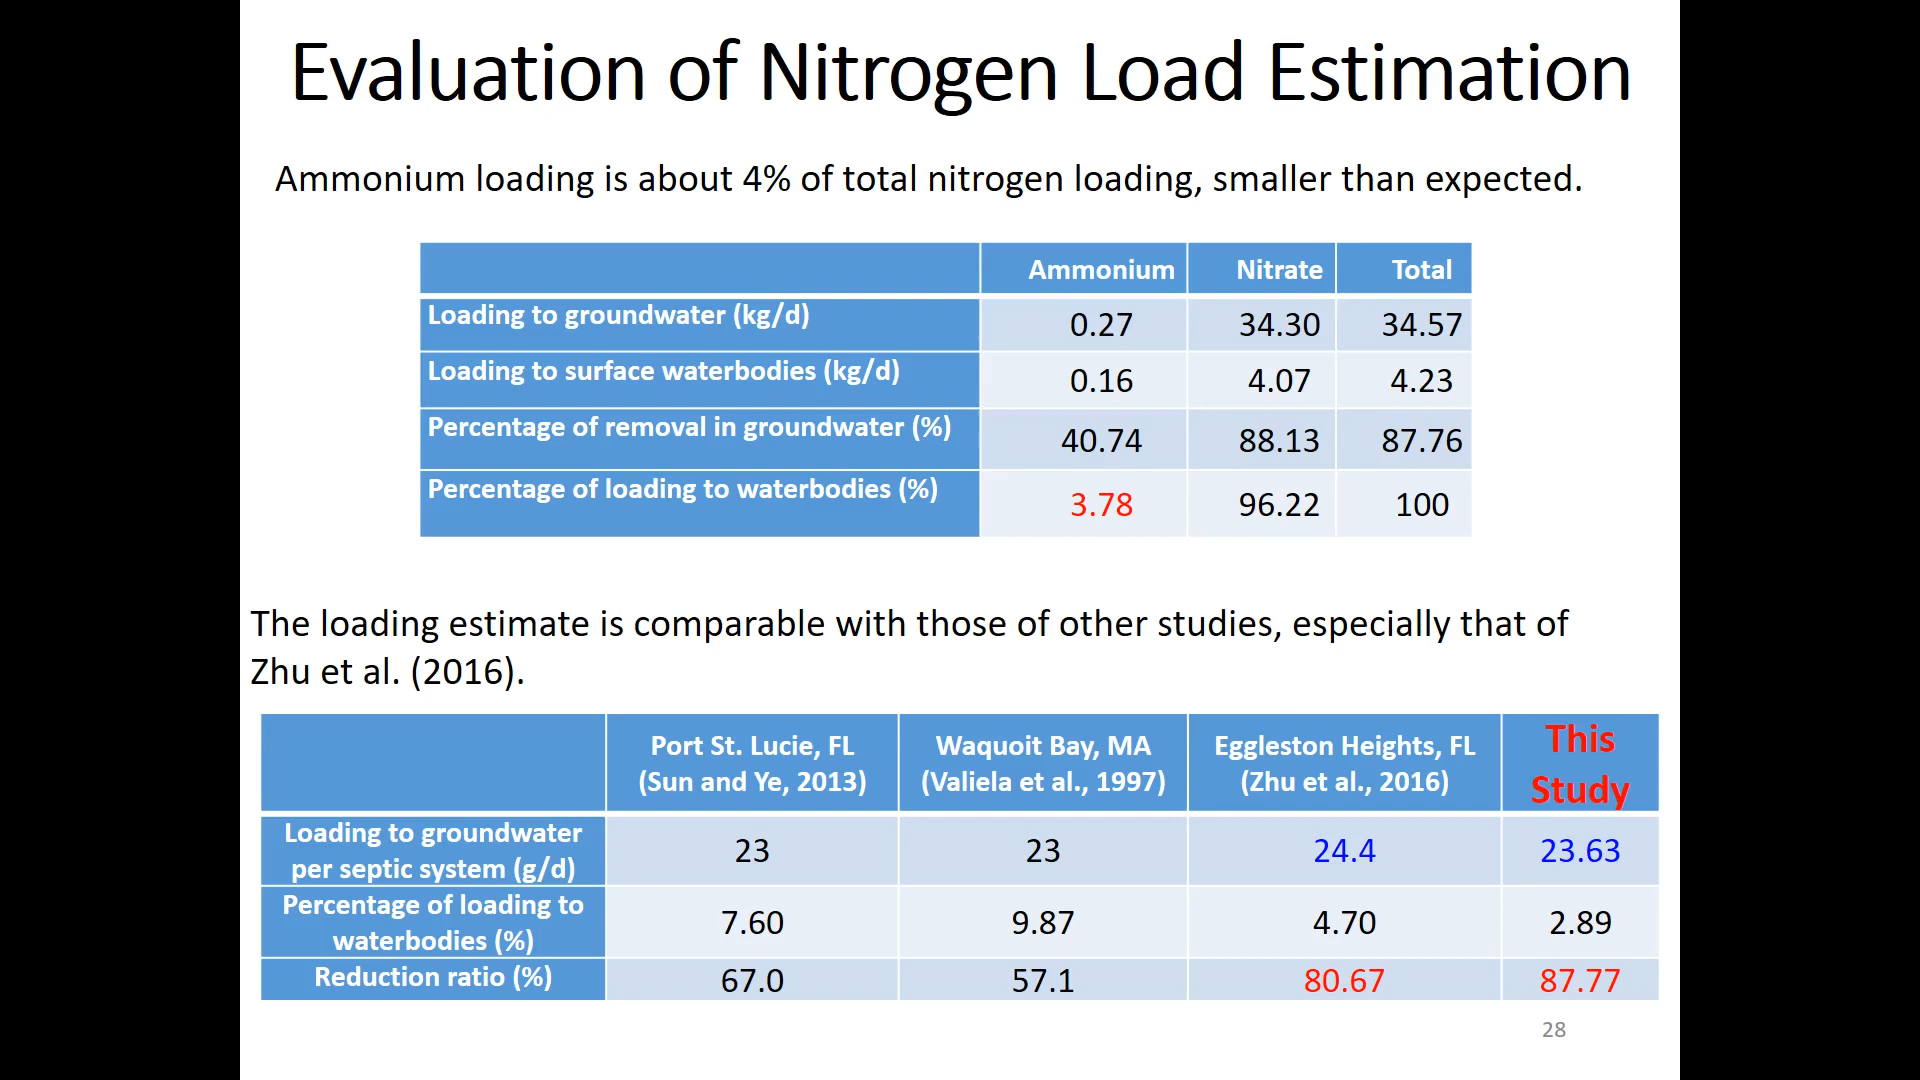 Evaluation of Nitrogen Load Estimation
Ammonium loading is about 4% of total nitrogen loading, smaller than expected.
Ammonium Nitrate Total
Loading to groundwater (kg/d) 0.27 34.30 34.57
Loading to surface waterbodies (kg/d) 0.16 4.07 4.23
Percentage of removal in groundwater (%) 40.74 88.13 87.76
Percentage of loading to waterbodies (%) 3.78 96.22 100
The loading estimate is comparable with those of other studies, especially that of
Zhu et al. (2016).
Port St. Lucie, FL
(Sun and Ye, 2013)
Waquoit Bay, MA
(Valiela et al., 1997)
Eggleston Heights, FL
(Zhu et al., 2016)
This
Study
Loading to groundwater
per septic system (g/d)
23 23 24.4 23.63
Percentage of loading to
waterbodies (%)
7.60 9.87 4.70 2.89
Reduction ratio (%) 67.0 57.1 80.67 87.77
28